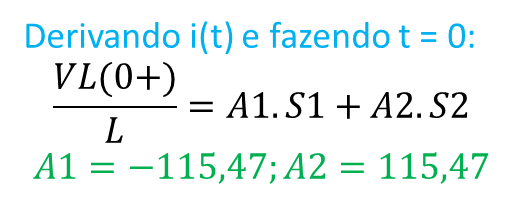 Derivando i(t) e fazendo t = 0:
VL(0+)
/ L = A1.S1 + A2.S2
A1 = −115,47; A2 = 115,47